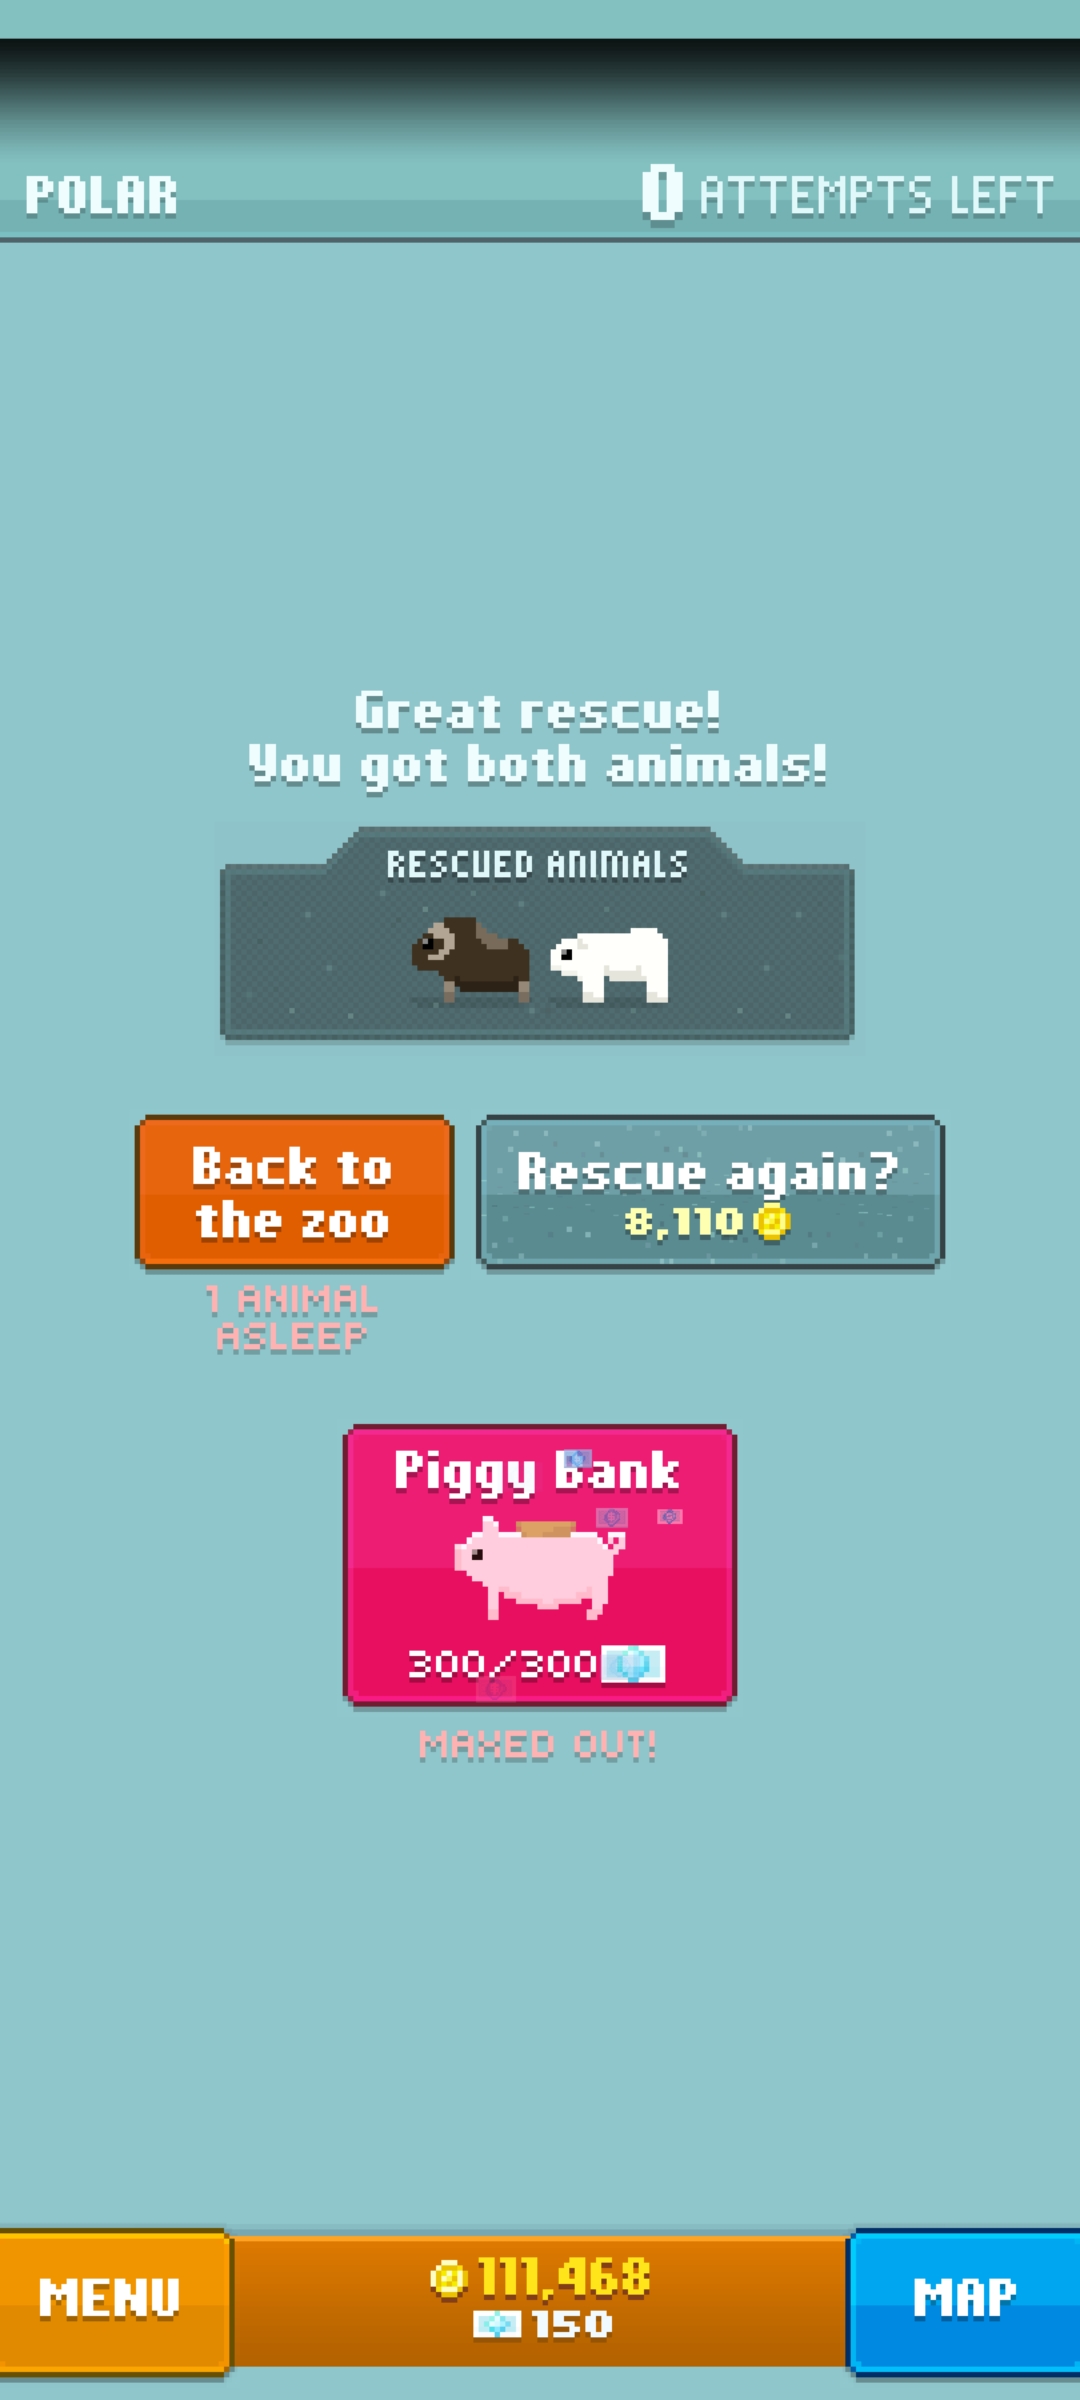 POLAR
0 ATTEMPTS LEFT
Great rescue!
You got both animals!
RESCUED ANIMALS
Back to
the zoo
Rescue again?
8,110
1 ANIMAL
ASLEEP
Piggy bank
300/300
MAXED OUT!
MENU
111,468
150
MAP